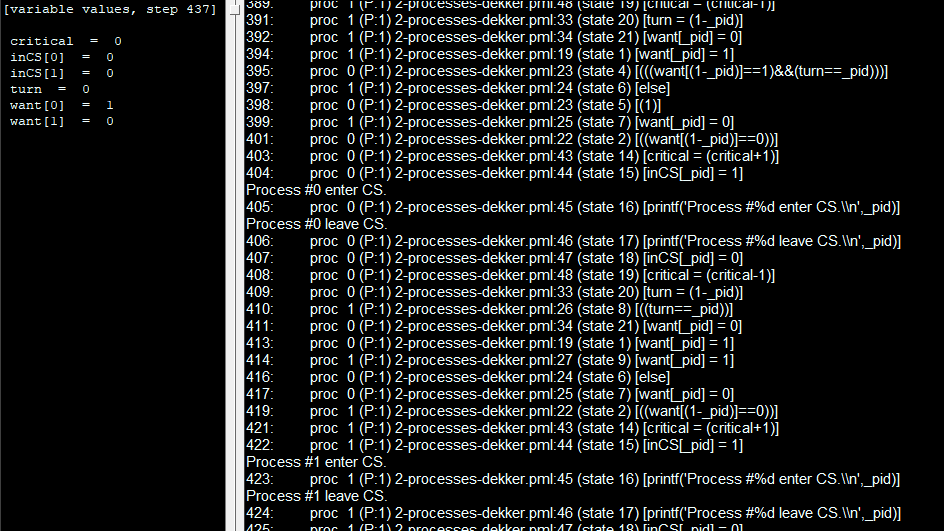 [variable values, step 437]
critical  =  0
inCS[0]  =  0
inCS[1]  =  0
turn  =  0
want[0]  =  1
want[1]  =  0
389: proc  1 (P:1) 2-processes-dekker.pml:48 (state 19) [critical = (critical-1)]
391: proc  1 (P:1) 2-processes-dekker.pml:33 (state 20) [turn = (1-_pid)]
392: proc  1 (P:1) 2-processes-dekker.pml:34 (state 21) [want[_pid] = 0]
394: proc  1 (P:1) 2-processes-dekker.pml:19 (state 1) [want[_pid] = 1]
395: proc  0 (P:1) 2-processes-dekker.pml:23 (state 4) [(((want[(1-_pid)]==1)&&(turn==_pid)))]
397: proc  1 (P:1) 2-processes-dekker.pml:24 (state 6) [else]
398: proc  0 (P:1) 2-processes-dekker.pml:23 (state 5) [(1)]
399: proc  1 (P:1) 2-processes-dekker.pml:25 (state 7) [want[_pid] = 0]
401: proc  0 (P:1) 2-processes-dekker.pml:22 (state 2) [((want[(1-_pid)]==0))]
403: proc  0 (P:1) 2-processes-dekker.pml:43 (state 14) [critical = (critical+1)]
404: proc  0 (P:1) 2-processes-dekker.pml:44 (state 15) [inCS[_pid] = 1]
Process #0 enter CS.
405: proc  0 (P:1) 2-processes-dekker.pml:45 (state 16) [printf('Process #%d enter CS.\\n',_pid)]
Process #0 leave CS.
406: proc  0 (P:1) 2-processes-dekker.pml:46 (state 17) [printf('Process #%d leave CS.\\n',_pid)]
407: proc  0 (P:1) 2-processes-dekker.pml:47 (state 18) [inCS[_pid] = 0]
408: proc  0 (P:1) 2-processes-dekker.pml:48 (state 19) [critical = (critical-1)]
409: proc  0 (P:1) 2-processes-dekker.pml:33 (state 20) [turn = (1-_pid)]
410: proc  1 (P:1) 2-processes-dekker.pml:26 (state 8) [((turn==_pid))]
411: proc  0 (P:1) 2-processes-dekker.pml:34 (state 21) [want[_pid] = 0]
413: proc  0 (P:1) 2-processes-dekker.pml:19 (state 1) [want[_pid] = 1]
414: proc  1 (P:1) 2-processes-dekker.pml:27 (state 9) [want[_pid] = 1]
416: proc  0 (P:1) 2-processes-dekker.pml:24 (state 6) [else]
417: proc  0 (P:1) 2-processes-dekker.pml:25 (state 7) [want[_pid] = 0]
419: proc  1 (P:1) 2-processes-dekker.pml:22 (state 2) [((want[(1-_pid)]==0))]
421: proc  1 (P:1) 2-processes-dekker.pml:43 (state 14) [critical = (critical+1)]
422: proc  1 (P:1) 2-processes-dekker.pml:44 (state 15) [inCS[_pid] = 1]
Process #1 enter CS.
423: proc  1 (P:1) 2-processes-dekker.pml:45 (state 16) [printf('Process #%d enter CS.\\n',_pid)]
Process #1 leave CS.
424: proc  1 (P:1) 2-processes-dekker.pml:46 (state 17) [printf('Process #%d leave CS.\\n',_pid)]
425: proc  1 (P:1) 2-processes-dekker.pml:47 (state 18) [inCS[_pid] = 0]